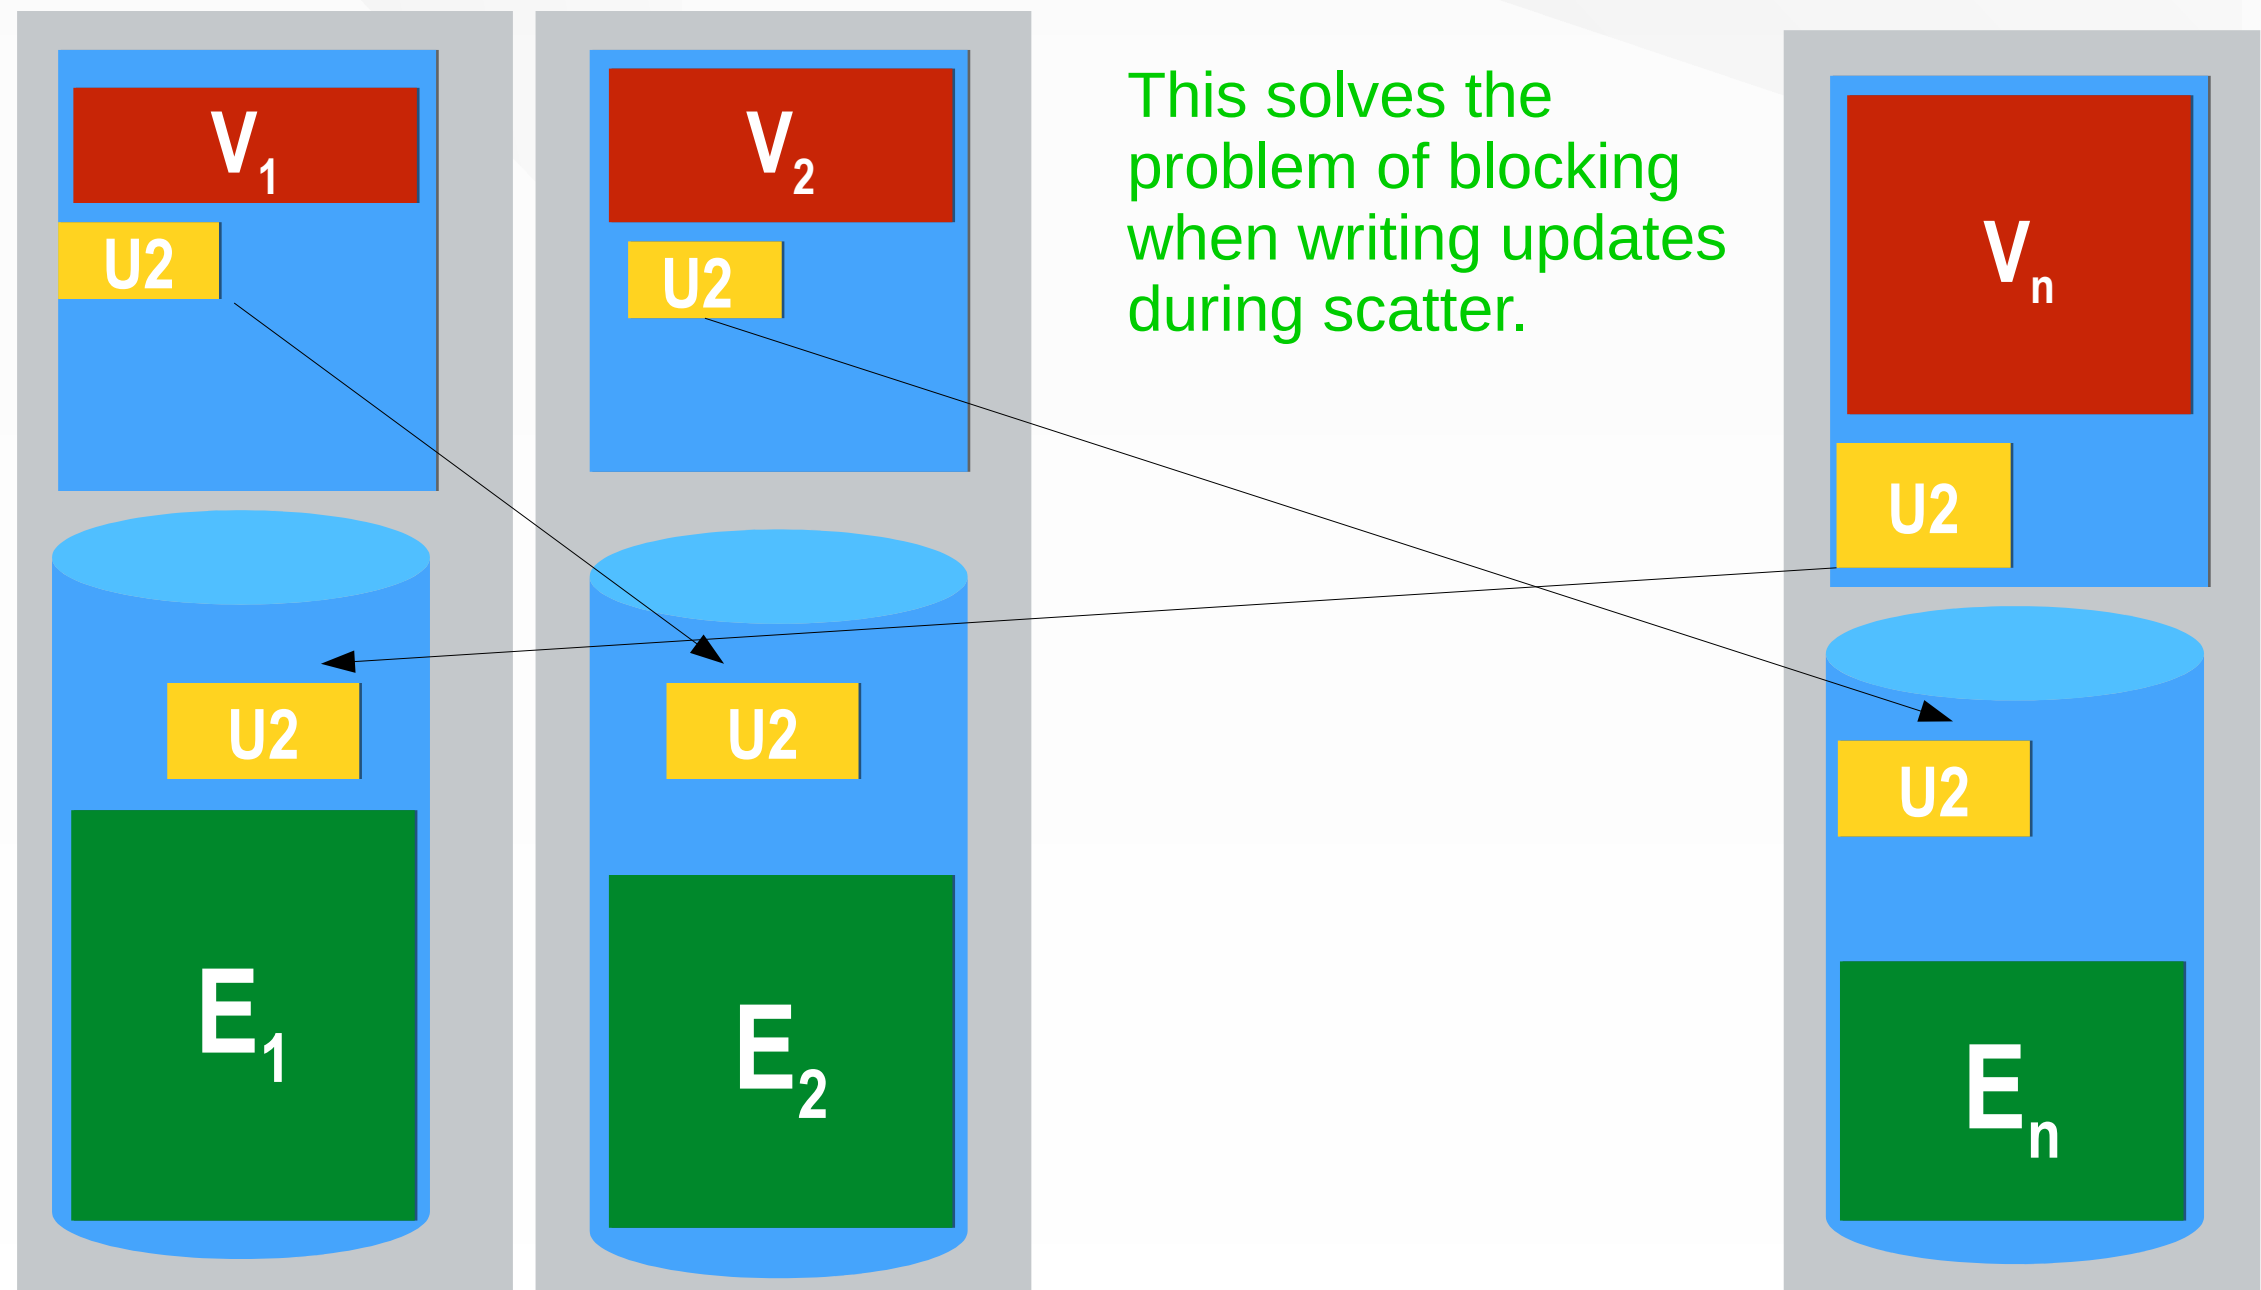 V1
U2
U2
E1
V2
U2
U2
E2
This solves the
problem of blocking
when writing updates
during scatter.
Vn
U2
U2
En